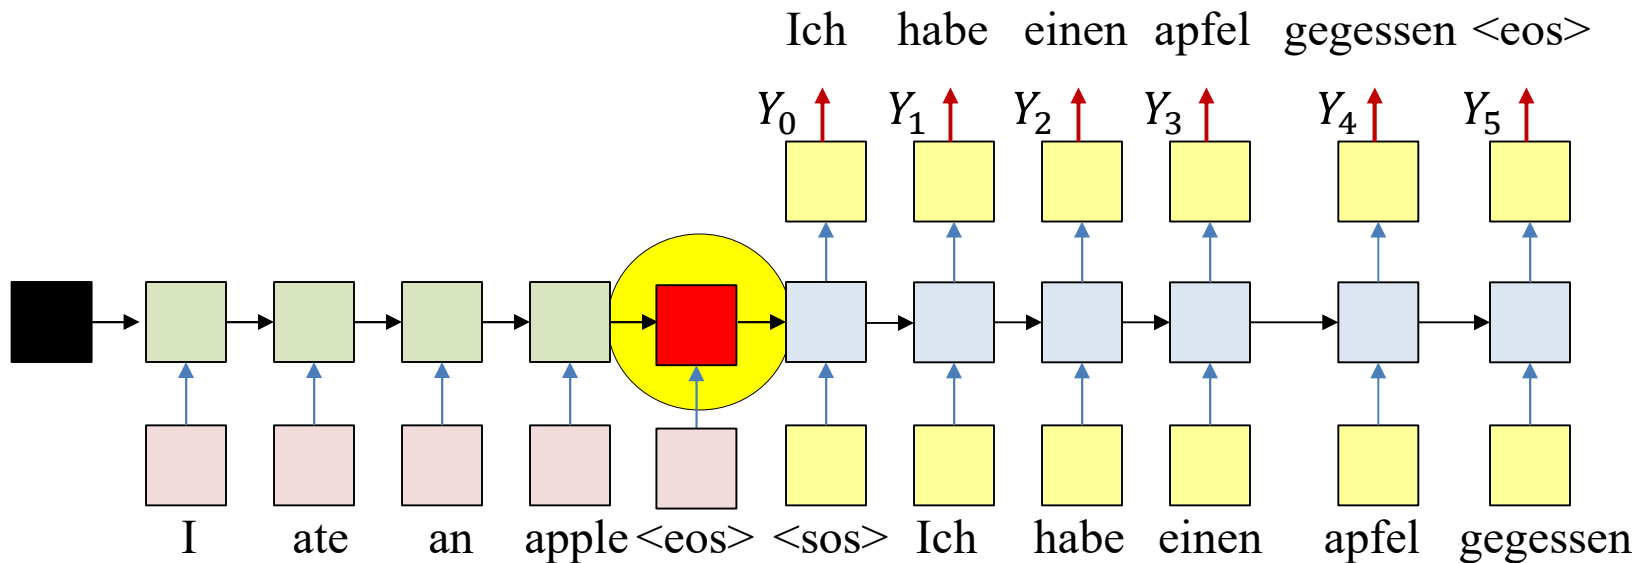 Ich habe einen apfel gegessen <eos>
Y₀ Y₁ Y₂ Y₃ Y₄ Y₅
I ate an apple <eos> <sos> Ich habe einen apfel gegessen